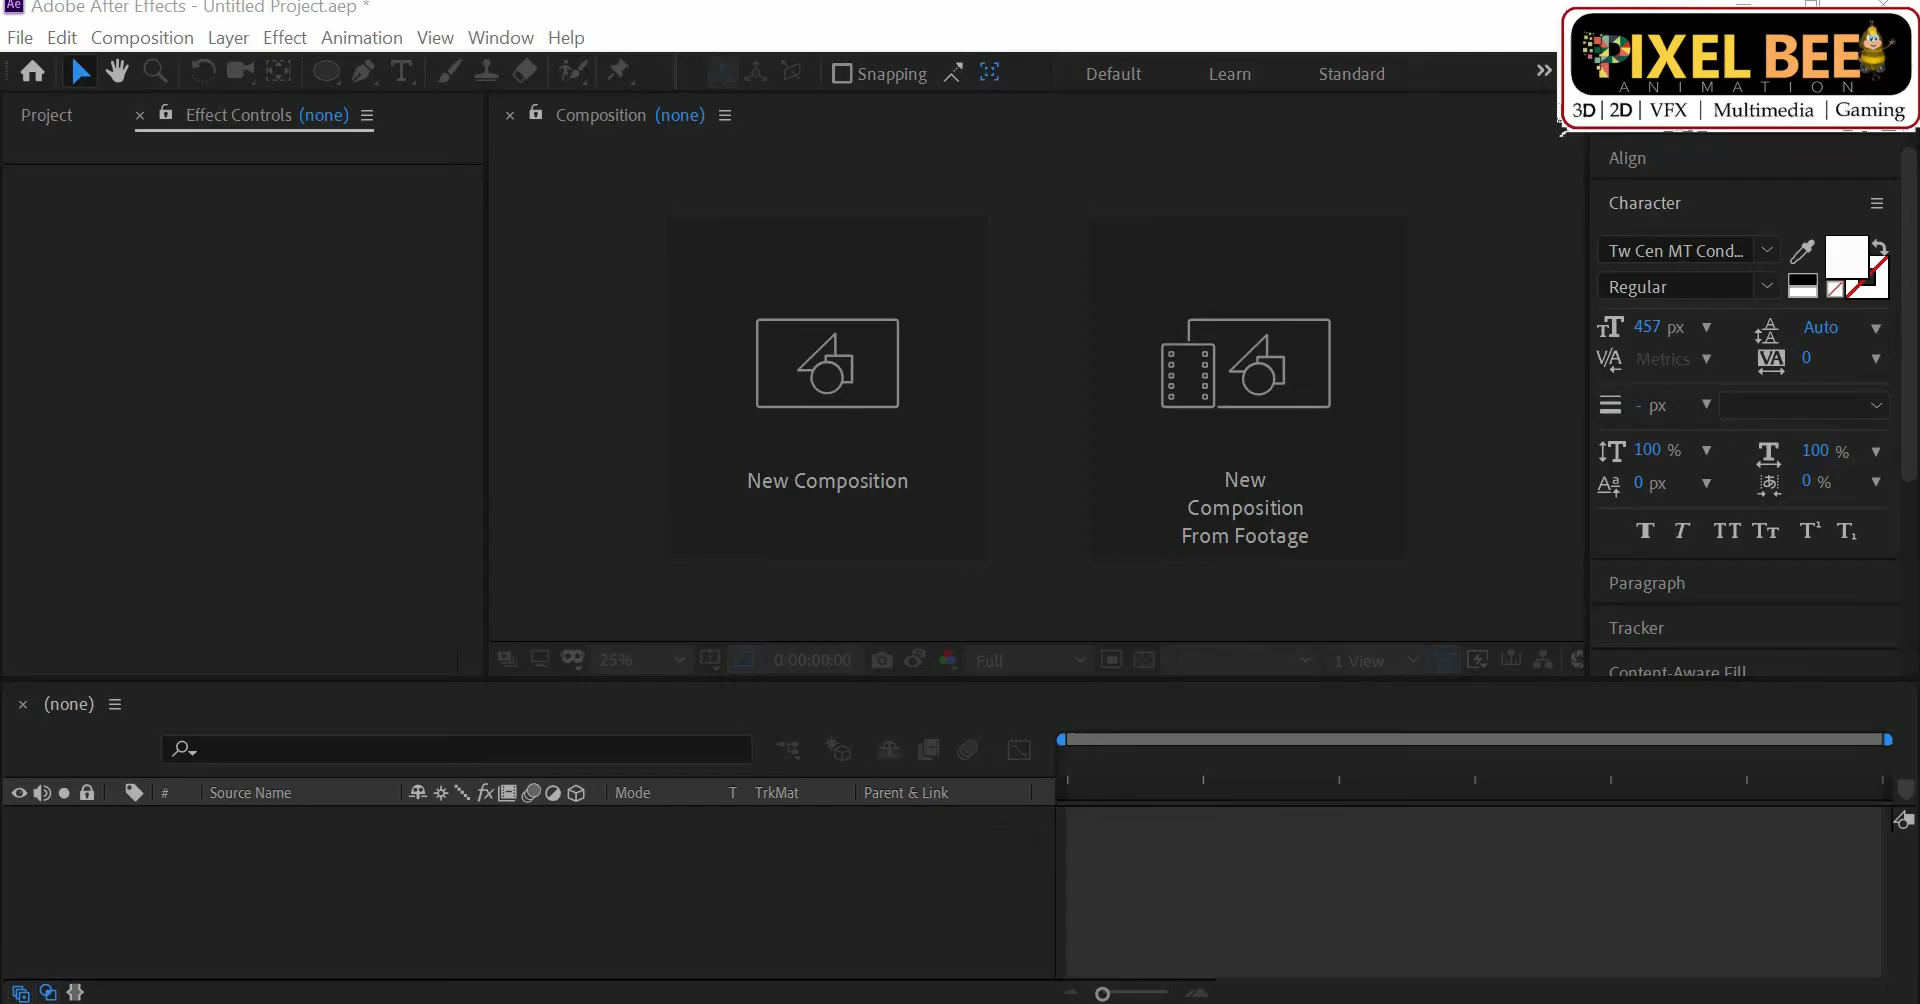 Adobe After Effects - Untitled Project.aep *
File Edit Composition Layer Effect Animation View Window Help
Snapping Default Learn Standard
PIXEL BEE
ANIMATION
3D | 2D | VFX | Multimedia | Gaming
Project Effect Controls (none)
Composition (none)
Align
Character
Tw Cen MT Cond...
Regular
457 px Auto
Metrics 0
- px
100 % 100 %
0 px 0 %
New Composition
New
Composition
From Footage
Paragraph
Tracker
Content-Aware Fill
25% 0:00:00:00 Full 1 View
(none)
# Source Name Mode T TrkMat Parent & Link